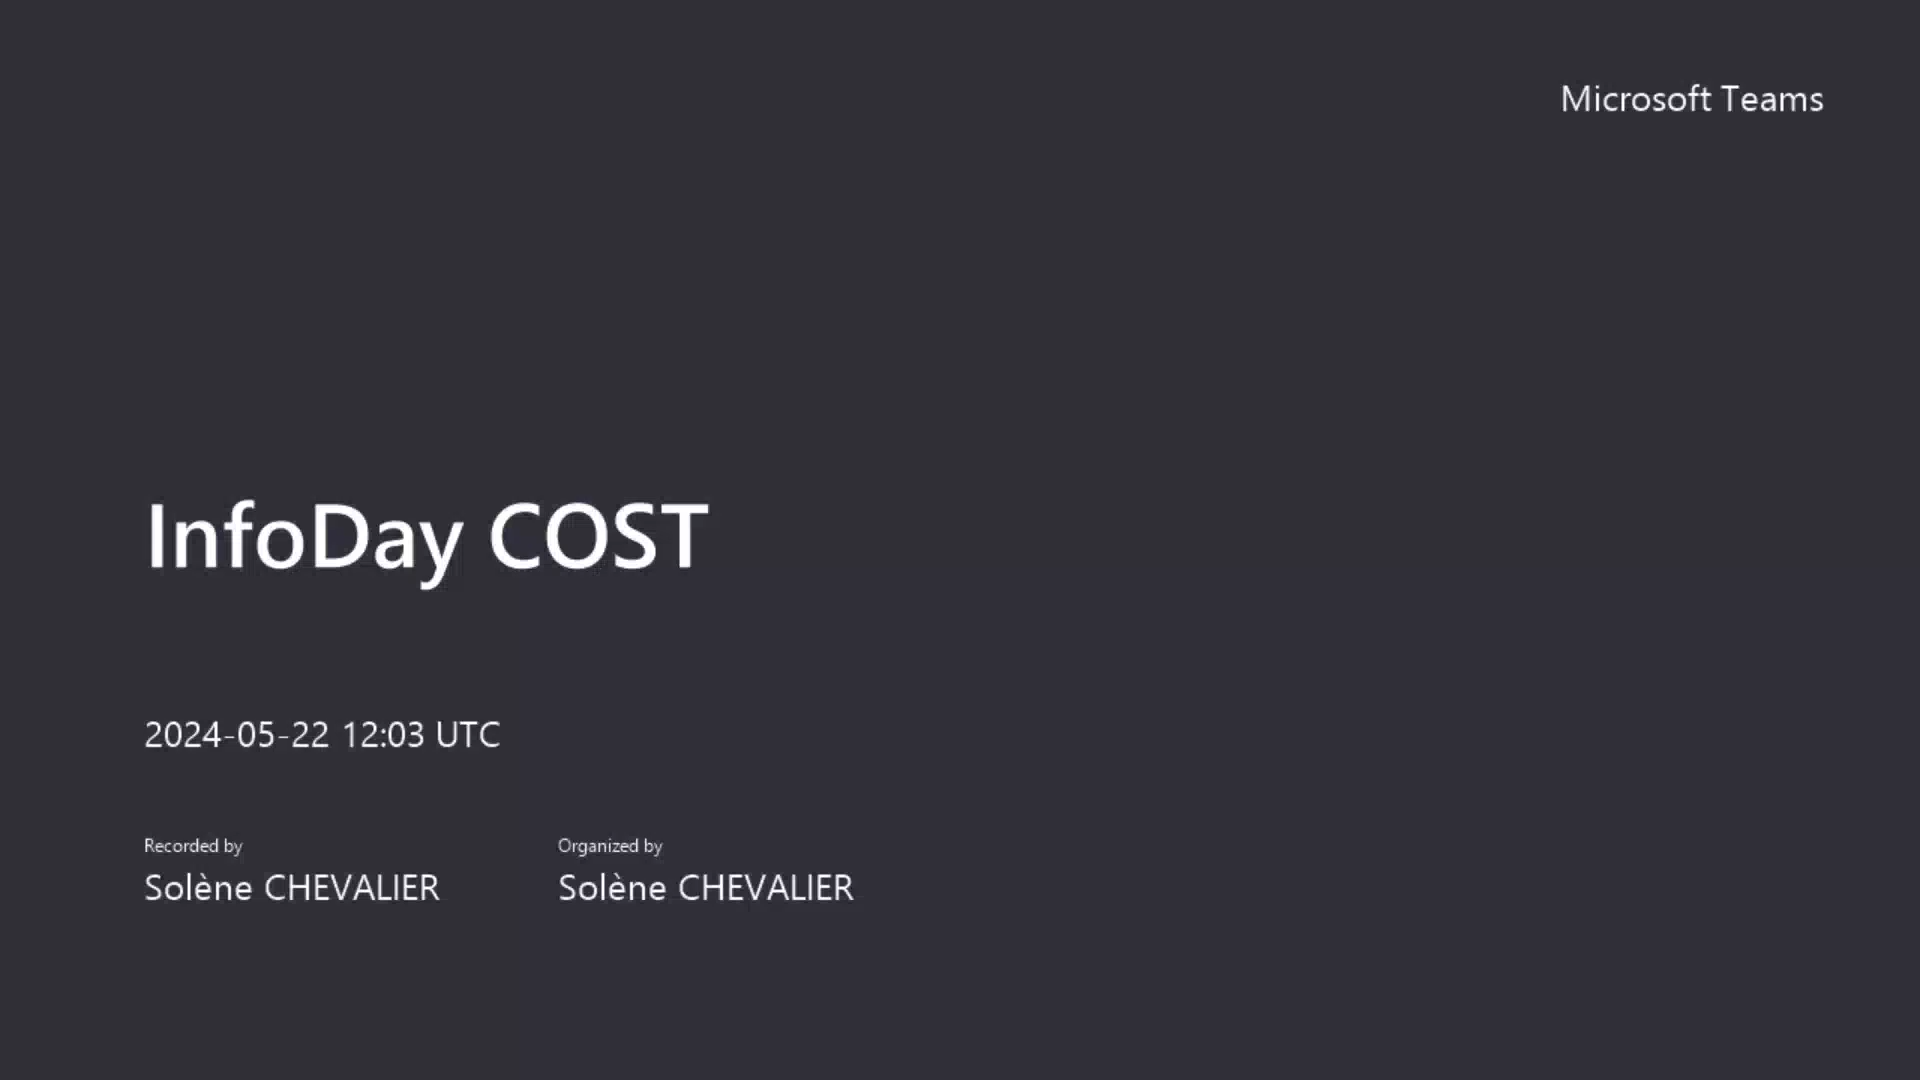 Microsoft Teams
InfoDay COST
2024-05-22 12:03 UTC
Recorded by
Solène CHEVALIER
Organized by
Solène CHEVALIER